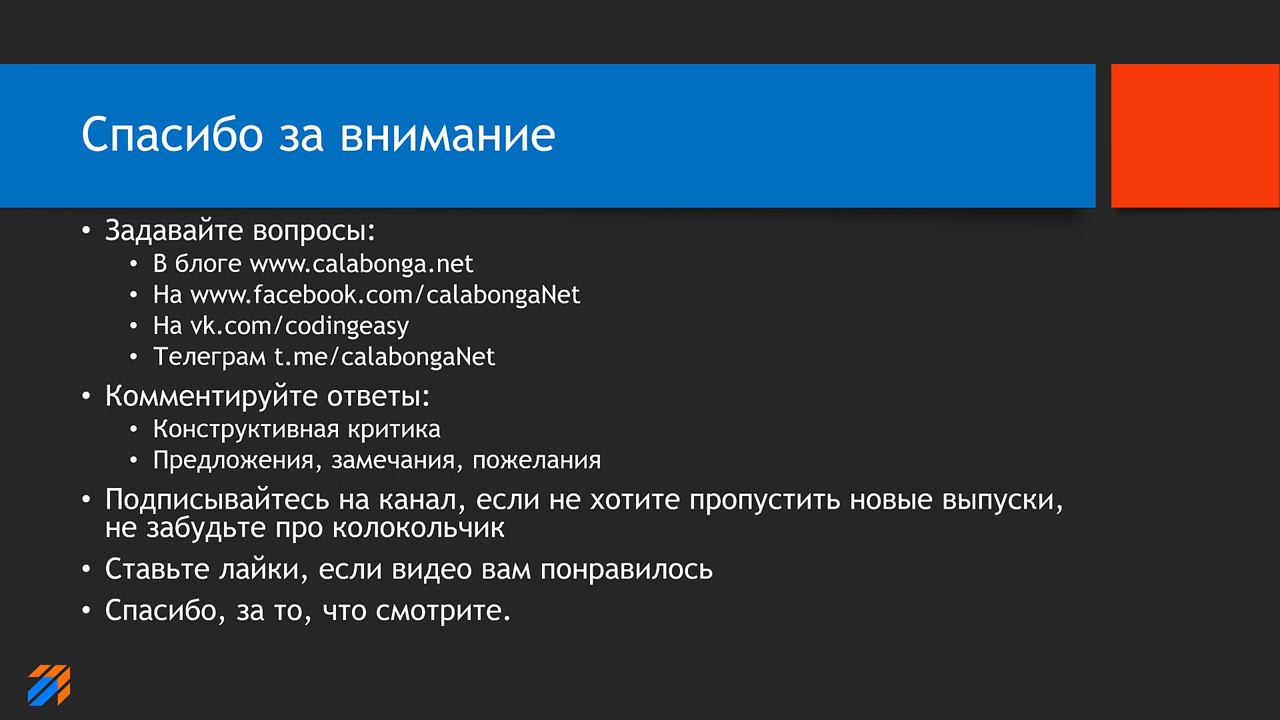 Спасибо за внимание
• Задавайте вопросы:
• В блоге www.calabonga.net
• На www.facebook.com/calabongaNet
• На vk.com/codingeasy
• Телеграм t.me/calabongaNet
• Комментируйте ответы:
• Конструктивная критика
• Предложения, замечания, пожелания
• Подписывайтесь на канал, если не хотите пропустить новые выпуски,
не забудьте про колокольчик
• Ставьте лайки, если видео вам понравилось
• Спасибо, за то, что смотрите.